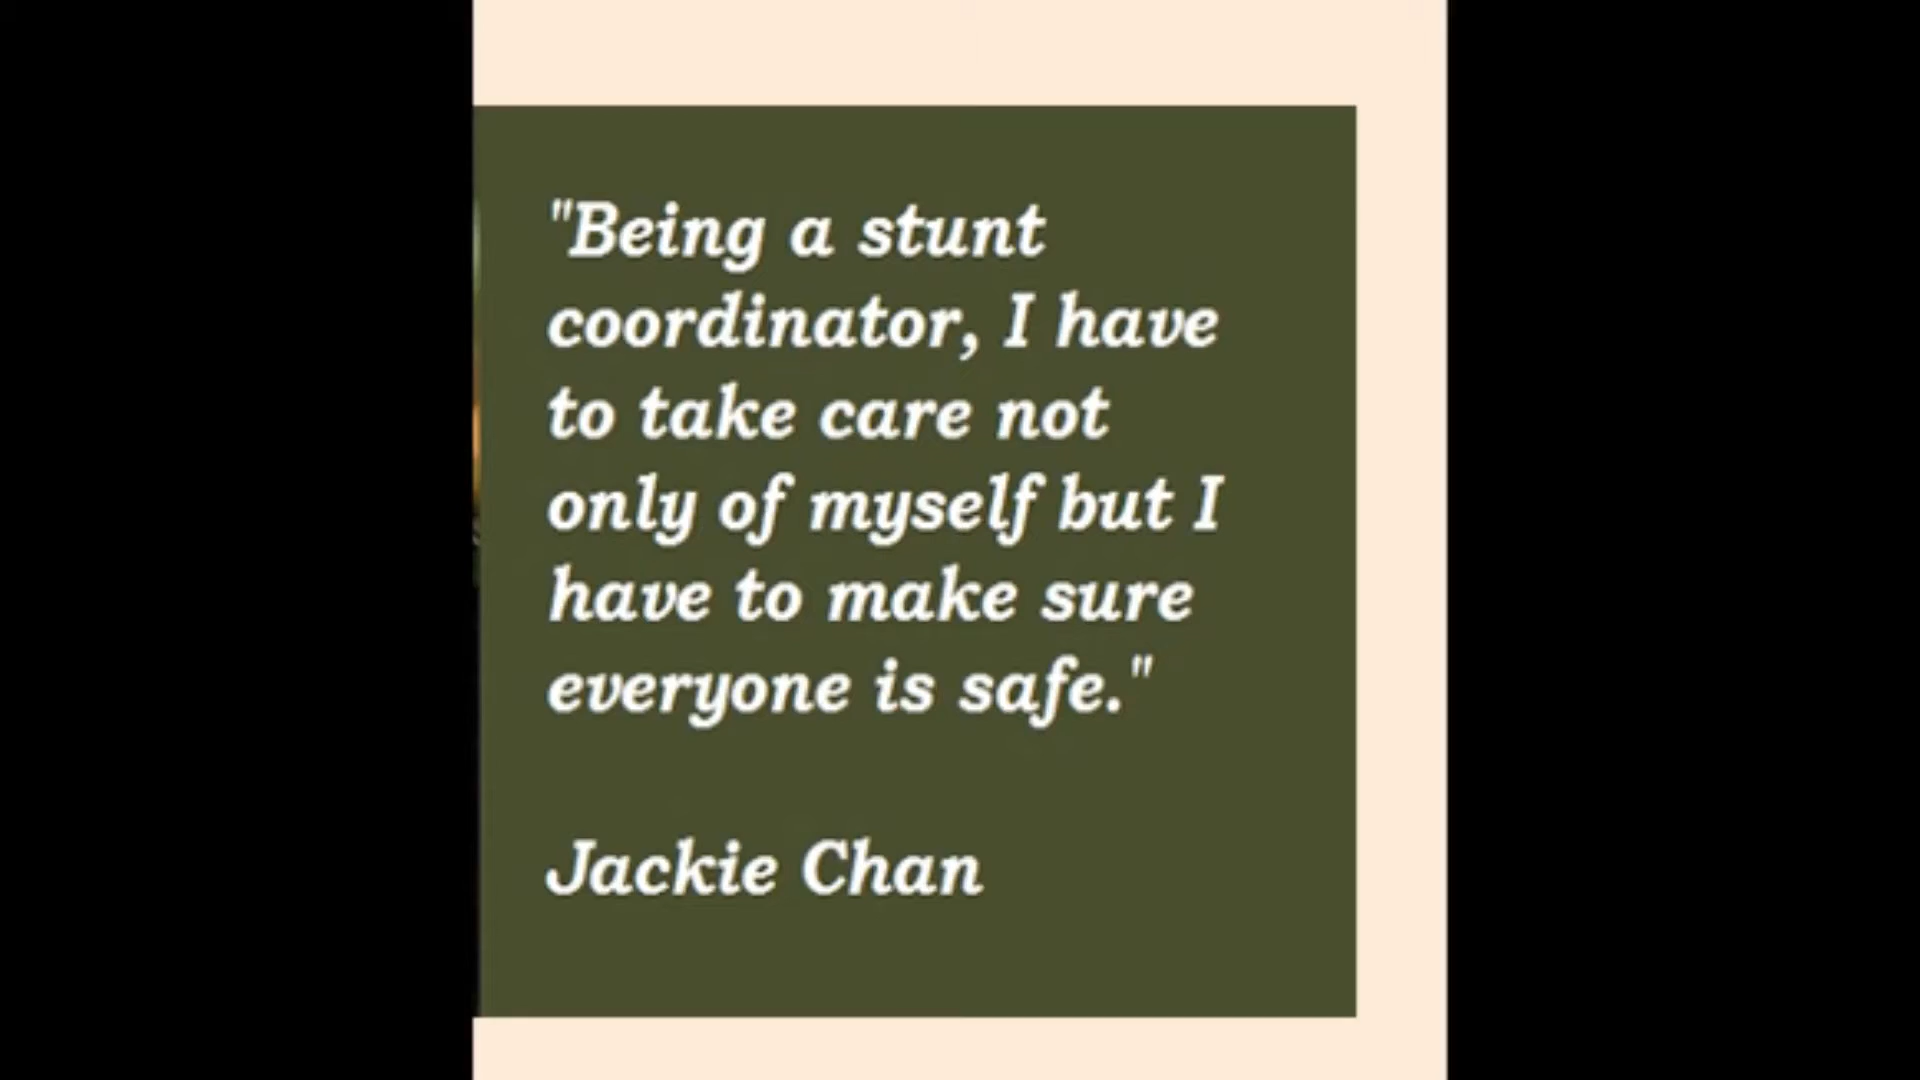 "Being a stunt
coordinator, I have
to take care not
only of myself but I
have to make sure
everyone is safe."
Jackie Chan